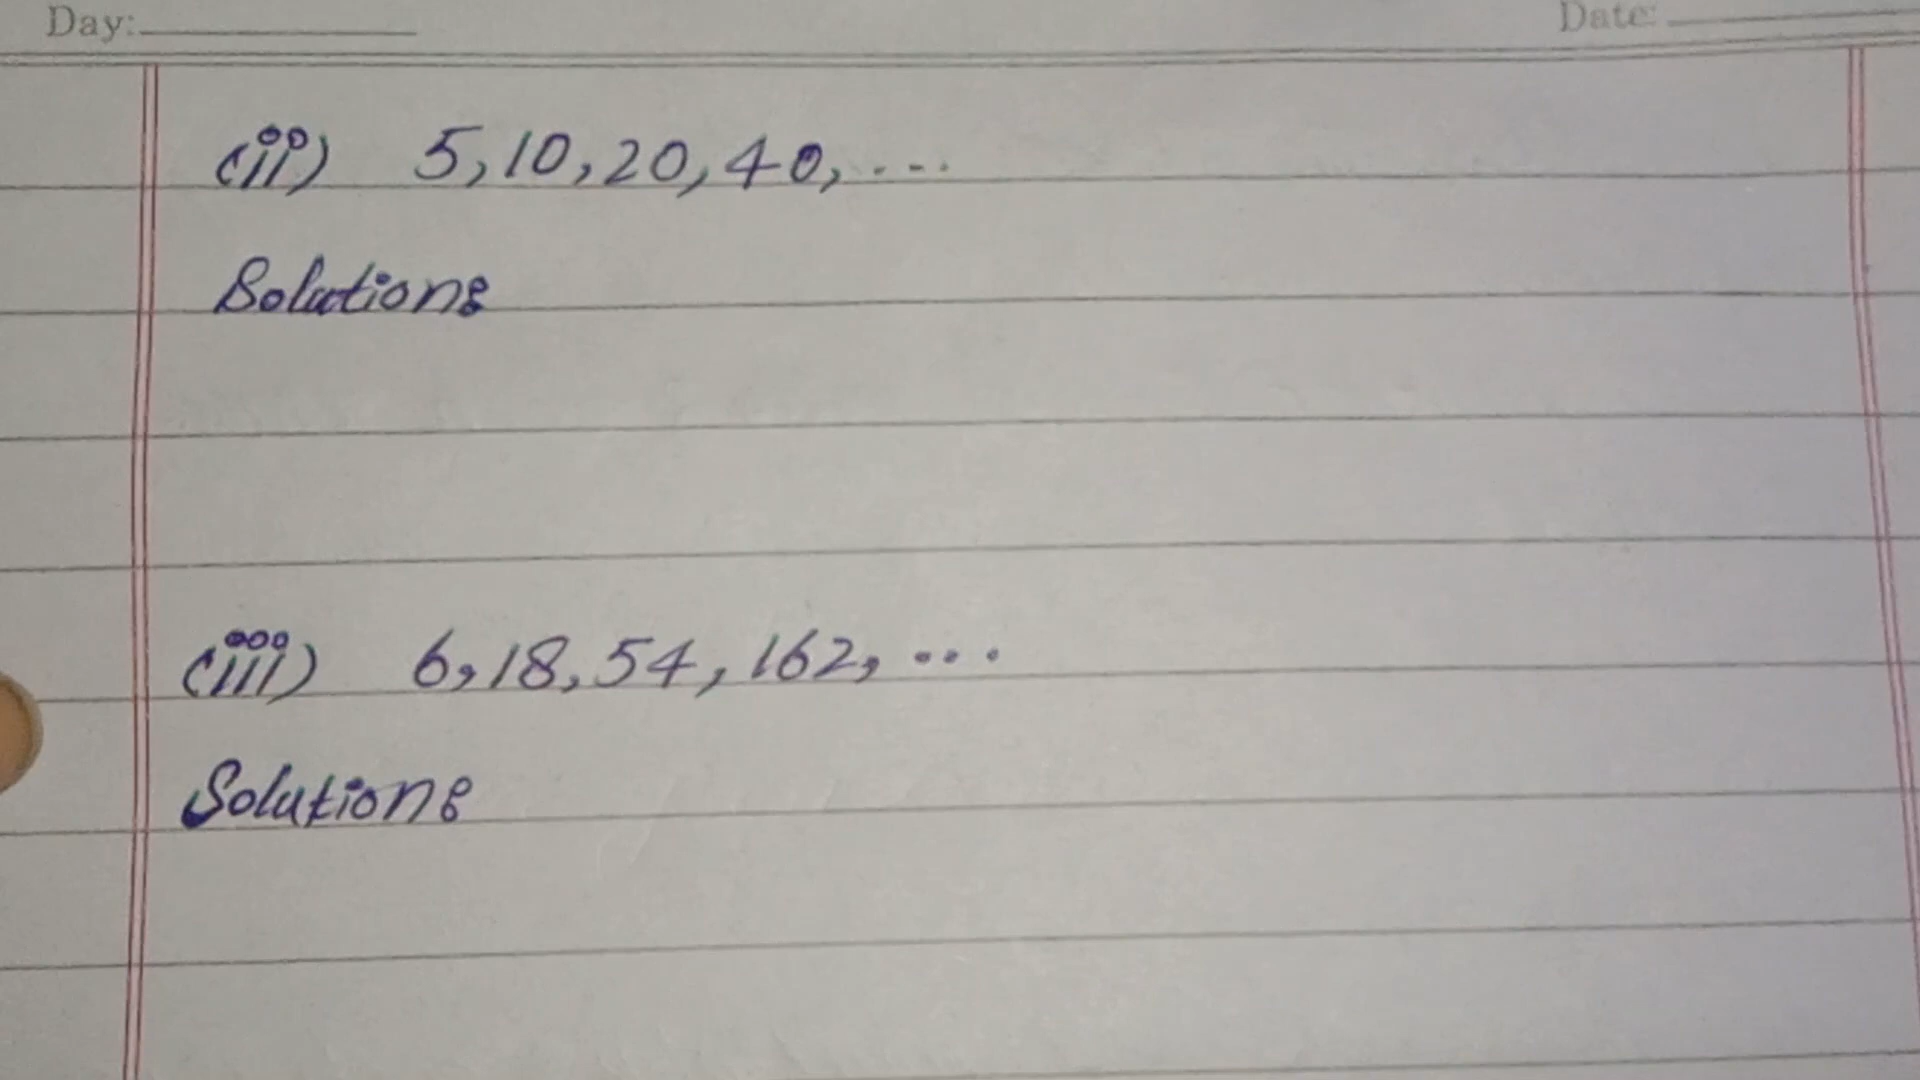 Day:
Date:
(ii) 5, 10, 20, 40, ...
Solution:
(iii) 6, 18, 54, 162, ...
Solution: